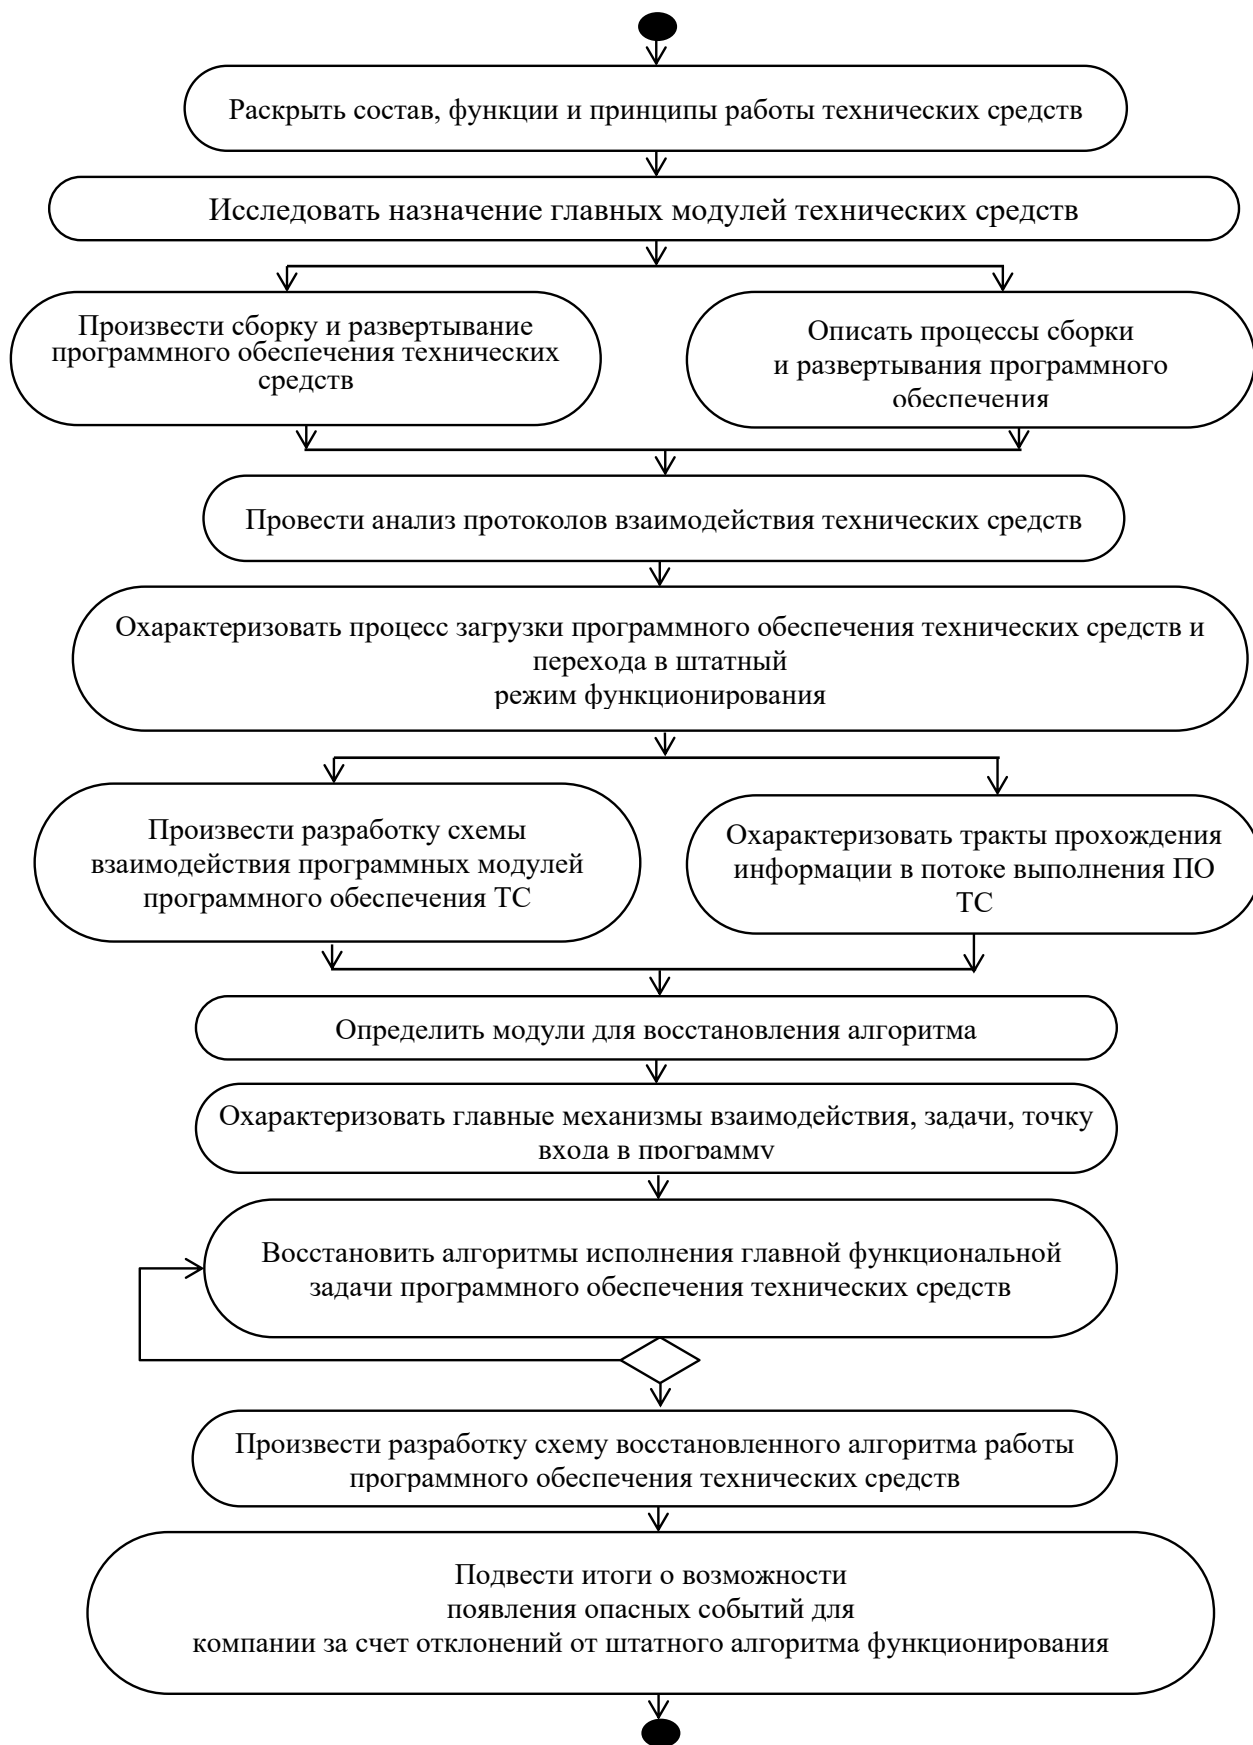 Раскрыть состав, функции и принципы работы технических средств
Исследовать назначение главных модулей технических средств
Произвести сборку и развертывание
программного обеспечения технических
средств
Описать процессы сборки
и развертывания программного
обеспечения
Провести анализ протоколов взаимодействия технических средств
Охарактеризовать процесс загрузки программного обеспечения технических средств и
перехода в штатный
режим функционирования
Произвести разработку схемы
взаимодействия программных модулей
программного обеспечения ТС
Охарактеризовать тракты прохождения
информации в потоке выполнения ПО
ТС
Определить модули для восстановления алгоритма
Охарактеризовать главные механизмы взаимодействия, задачи, точку
входа в программу
Восстановить алгоритмы исполнения главной функциональной
задачи программного обеспечения технических средств
Произвести разработку схему восстановленного алгоритма работы
программного обеспечения технических средств
Подвести итоги о возможности
появления опасных событий для
компании за счет отклонений от штатного алгоритма функционирования